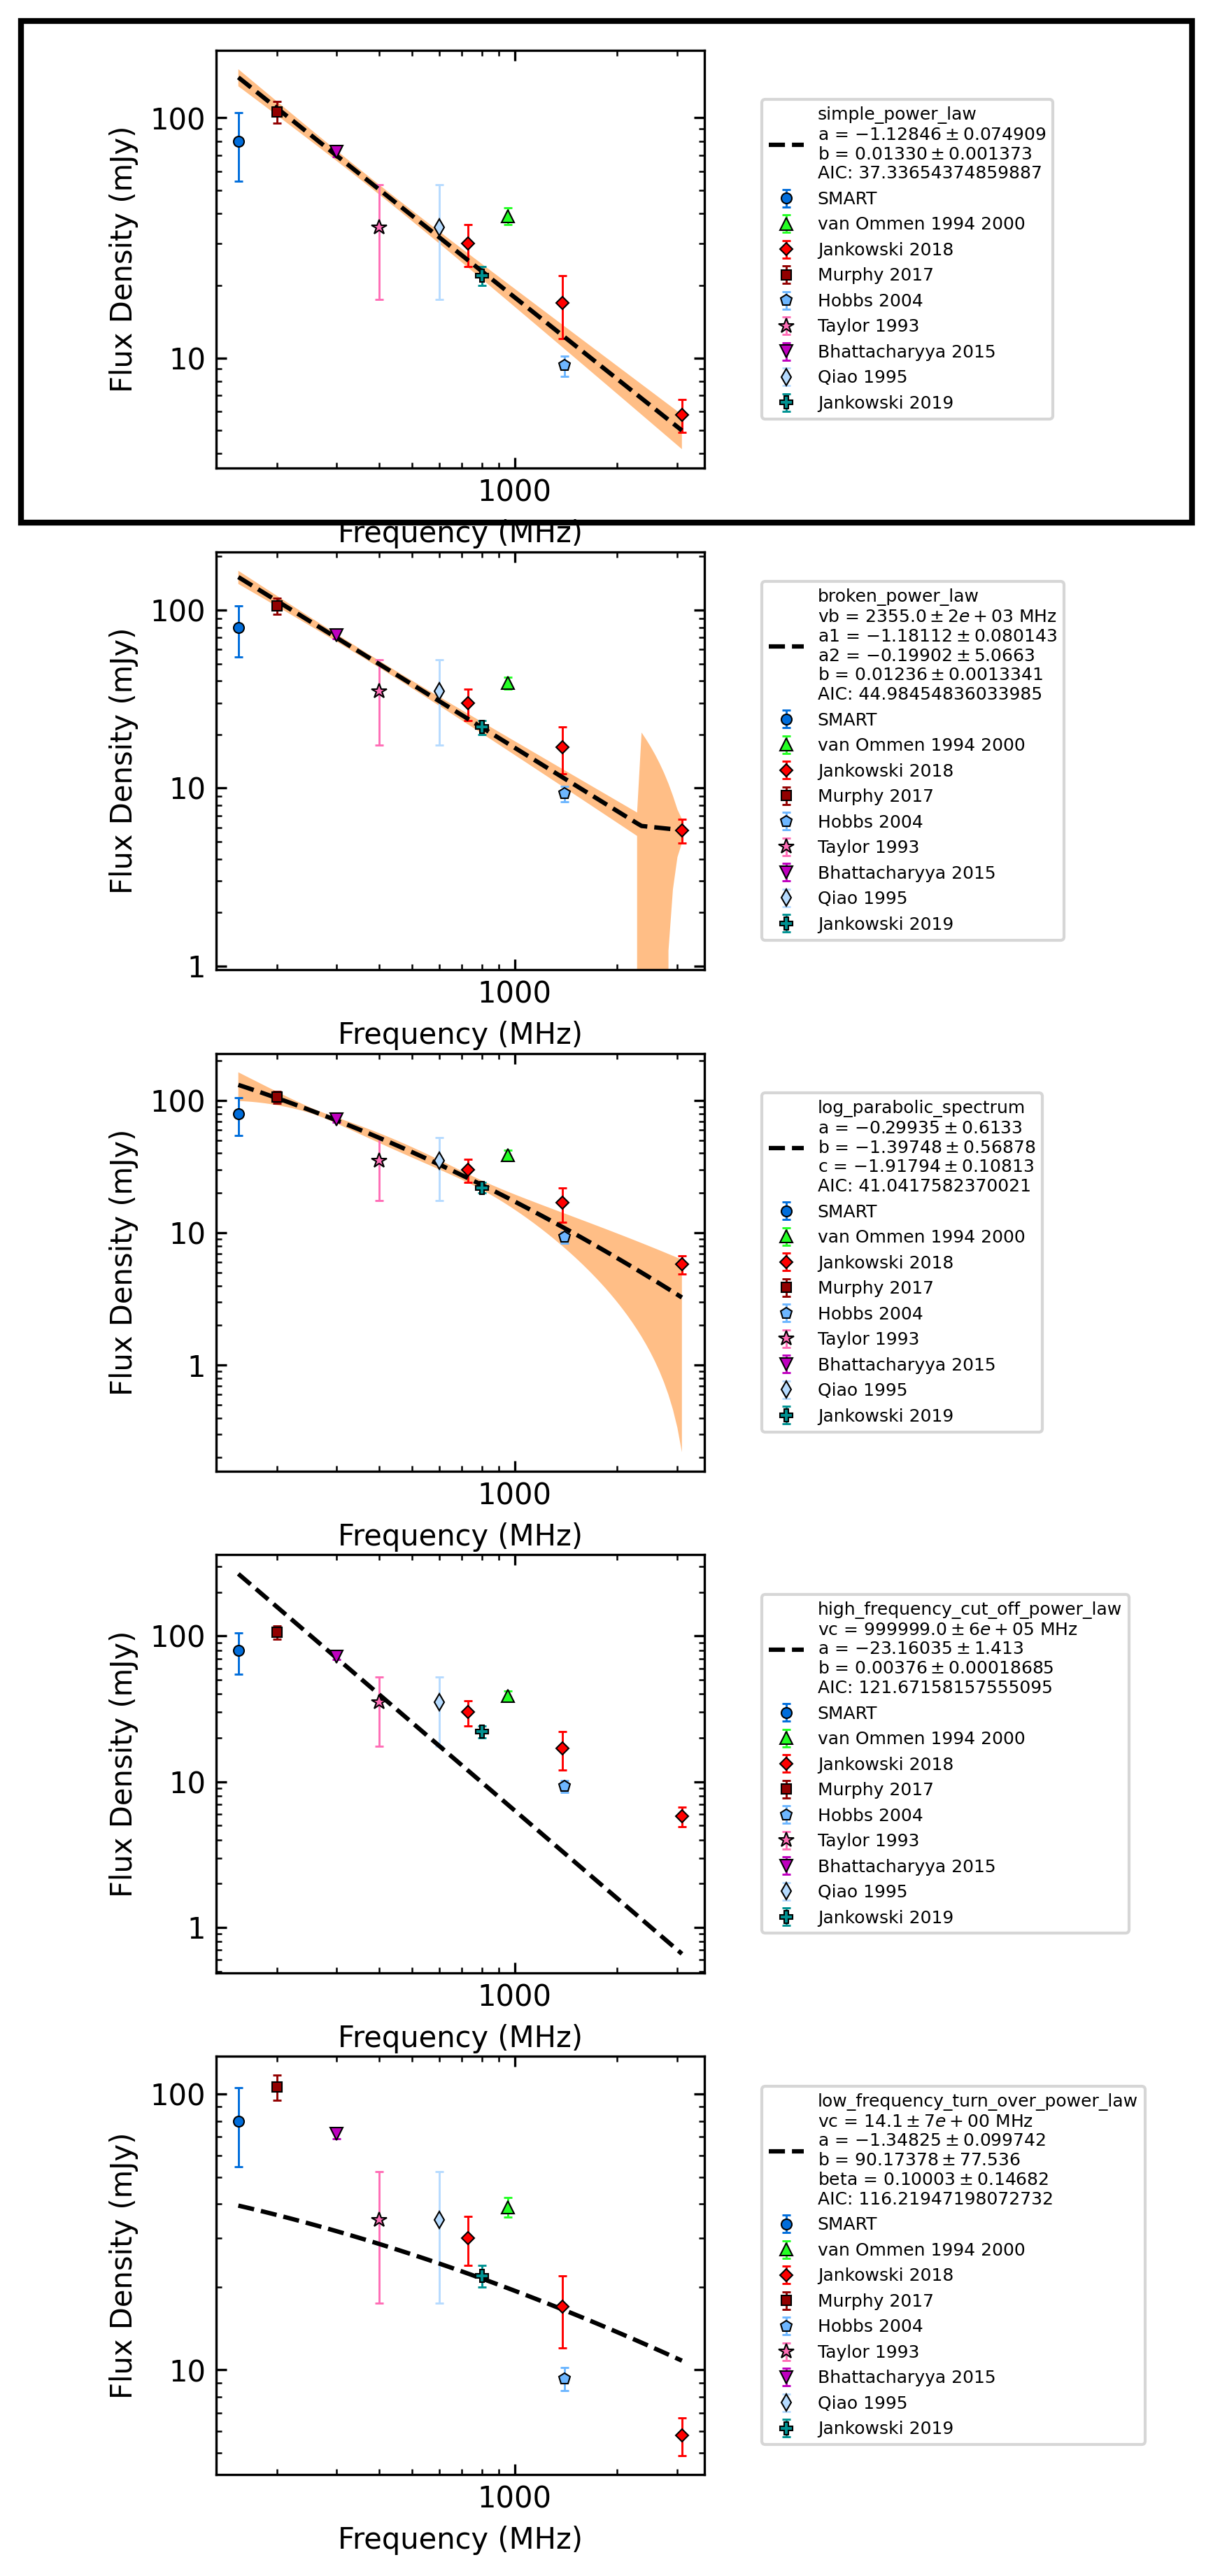 100
10
Flux Density (mJy)
1000
Frequency (MHz)
simple_power_law
a = −1.12846 ± 0.074909
b = 0.01330 ± 0.001373
AIC: 37.33654374859887
SMART
van Ommen 1994 2000
Jankowski 2018
Murphy 2017
Hobbs 2004
Taylor 1993
Bhattacharyya 2015
Qiao 1995
Jankowski 2019
100
10
1
Flux Density (mJy)
1000
Frequency (MHz)
broken_power_law
vb = 2355.0 ± 2e + 03 MHz
a1 = −1.18112 ± 0.080143
a2 = −0.19902 ± 5.0663
b = 0.01236 ± 0.0013341
AIC: 44.98454836033985
SMART
van Ommen 1994 2000
Jankowski 2018
Murphy 2017
Hobbs 2004
Taylor 1993
Bhattacharyya 2015
Qiao 1995
Jankowski 2019
100
10
1
Flux Density (mJy)
1000
Frequency (MHz)
log_parabolic_spectrum
a = −0.29935 ± 0.6133
b = −1.39748 ± 0.56878
c = −1.91794 ± 0.10813
AIC: 41.0417582370021
SMART
van Ommen 1994 2000
Jankowski 2018
Murphy 2017
Hobbs 2004
Taylor 1993
Bhattacharyya 2015
Qiao 1995
Jankowski 2019
100
10
1
Flux Density (mJy)
1000
Frequency (MHz)
high_frequency_cut_off_power_law
vc = 999999.0 ± 6e + 05 MHz
a = −23.16035 ± 1.413
b = 0.00376 ± 0.00018685
AIC: 121.67158157555095
SMART
van Ommen 1994 2000
Jankowski 2018
Murphy 2017
Hobbs 2004
Taylor 1993
Bhattacharyya 2015
Qiao 1995
Jankowski 2019
100
10
Flux Density (mJy)
1000
Frequency (MHz)
low_frequency_turn_over_power_law
vc = 14.1 ± 7e + 00 MHz
a = −1.34825 ± 0.099742
b = 90.17378 ± 77.536
beta = 0.10003 ± 0.14682
AIC: 116.21947198072732
SMART
van Ommen 1994 2000
Jankowski 2018
Murphy 2017
Hobbs 2004
Taylor 1993
Bhattacharyya 2015
Qiao 1995
Jankowski 2019